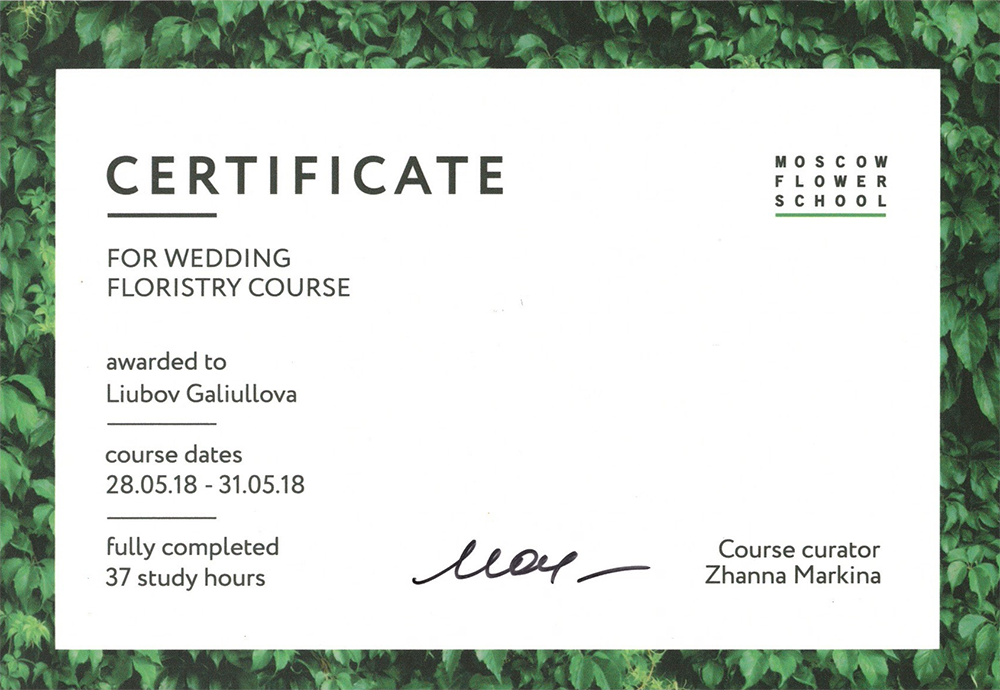 CERTIFICATE
MOSCOW
FLOWER
SCHOOL
FOR WEDDING
FLORISTRY COURSE
awarded to
Liubov Galiullova
course dates
28.05.18 - 31.05.18
fully completed
37 study hours
Course curator
Zhanna Markina